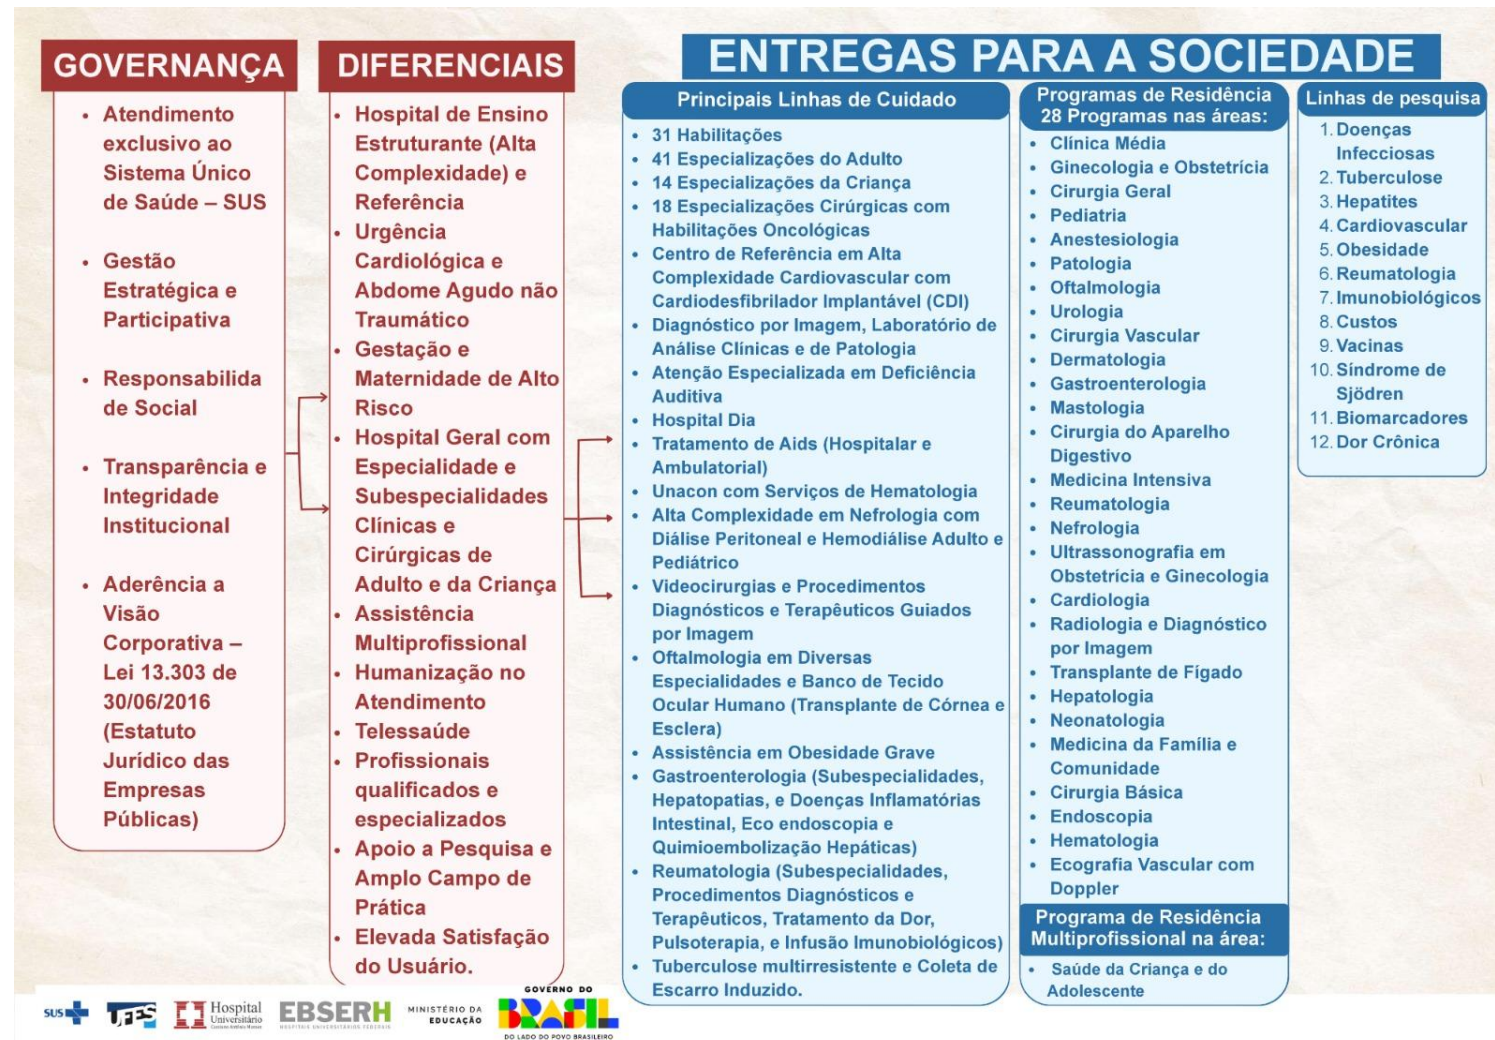 GOVERNANÇA
• Atendimento
exclusivo ao
Sistema Único
de Saúde – SUS
• Gestão
Estratégica e
Participativa
• Responsabilida
de Social
• Transparência e
Integridade
Institucional
• Aderência a
Visão
Corporativa –
Lei 13.303 de
30/06/2016
(Estatuto
Jurídico das
Empresas
Públicas)
DIFERENCIAIS
• Hospital de Ensino
Estruturante (Alta
Complexidade) e
Referência
• Urgência
Cardiológica e
Abdome Agudo não
Traumático
• Gestação e
Maternidade de Alto
Risco
• Hospital Geral com
Especialidade e
Subespecialidades
Clínicas e
Cirúrgicas de
Adulto e da Criança
• Assistência
Multiprofissional
• Humanização no
Atendimento
• Telessaúde
• Profissionais
qualificados e
especializados
• Apoio a Pesquisa e
Amplo Campo de
Prática
• Elevada Satisfação
do Usuário.
ENTREGAS PARA A SOCIEDADE
Principais Linhas de Cuidado
• 31 Habilitações
• 41 Especializações do Adulto
• 14 Especializações da Criança
• 18 Especializações Cirúrgicas com
Habilitações Oncológicas
• Centro de Referência em Alta
Complexidade Cardiovascular com
Cardiodesfibrilador Implantável (CDI)
• Diagnóstico por Imagem, Laboratório de
Análise Clínicas e de Patologia
• Atenção Especializada em Deficiência
Auditiva
• Hospital Dia
• Tratamento de Aids (Hospitalar e
Ambulatorial)
• Unacon com Serviços de Hematologia
• Alta Complexidade em Nefrologia com
Diálise Peritoneal e Hemodiálise Adulto e
Pediátrico
• Videocirurgias e Procedimentos
Diagnósticos e Terapêuticos Guiados
por Imagem
• Oftalmologia em Diversas
Especialidades e Banco de Tecido
Ocular Humano (Transplante de Córnea e
Esclera)
• Assistência em Obesidade Grave
• Gastroenterologia (Subespecialidades,
Hepatopatias, e Doenças Inflamatórias
Intestinal, Eco endoscopia e
Quimioembolização Hepáticas)
• Reumatologia (Subespecialidades,
Procedimentos Diagnósticos e
Terapêuticos, Tratamento da Dor,
Pulsoterapia, e Infusão Imunobiológicos)
• Tuberculose multirresistente e Coleta de
Escarro Induzido.
Programas de Residência
28 Programas nas áreas:
• Clínica Média
• Ginecologia e Obstetrícia
• Cirurgia Geral
• Pediatria
• Anestesiologia
• Patologia
• Oftalmologia
• Urologia
• Cirurgia Vascular
• Dermatologia
• Gastroenterologia
• Mastologia
• Cirurgia do Aparelho
Digestivo
• Medicina Intensiva
• Reumatologia
• Nefrologia
• Ultrassonografia em
Obstetrícia e Ginecologia
• Cardiologia
• Radiologia e Diagnóstico
por Imagem
• Transplante de Fígado
• Hepatologia
• Neonatologia
• Medicina da Família e
Comunidade
• Cirurgia Básica
• Endoscopia
• Hematologia
• Ecografia Vascular com
Doppler
Programa de Residência
Multiprofissional na área:
• Saúde da Criança e do
Adolescente
Linhas de pesquisa
1. Doenças
Infecciosas
2. Tuberculose
3. Hepatites
4. Cardiovascular
5. Obesidade
6. Reumatologia
7. Imunobiológicos
8. Custos
9. Vacinas
10. Síndrome de
Sjödren
11. Biomarcadores
12. Dor Crônica
SUS
UFES
Hospital
Universitário
Cassiano Antônio Moraes
EBSERH
HOSPITAIS UNIVERSITÁRIOS FEDERAIS
MINISTÉRIO DA
EDUCAÇÃO
GOVERNO DO
BRASIL
DO LADO DO POVO BRASILEIRO